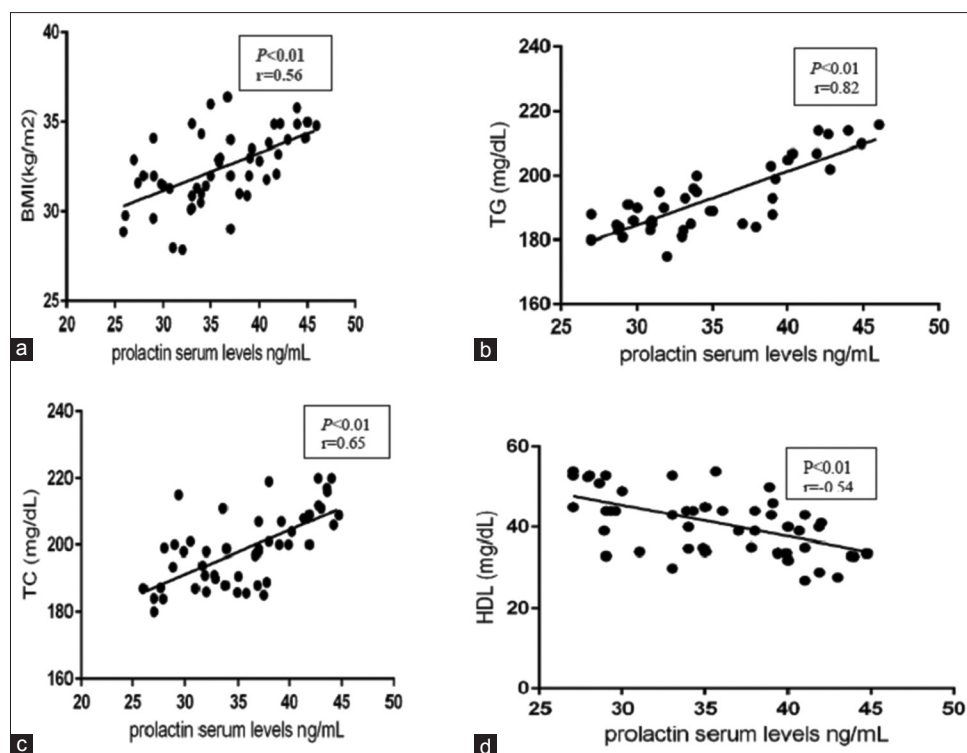 P<0.01
r=0.56
BMI(kg/m2)
35
30
25
20 25 30 35 40 45 50
prolactin serum levels ng/mL
a
P<0.01
r=0.82
TG (mg/dL)
240
220
200
180
160
25 30 35 40 45 50
prolactin serum levels ng/mL
b
P<0.01
r=0.65
TC (mg/dL)
240
220
200
180
160
20 25 30 35 40 45 50
prolactin serum levels ng/mL
c
P<0.01
r=-0.54
HDL (mg/dL)
60
40
20
0
25 30 35 40 45 50
prolactin serum levels ng/mL
d